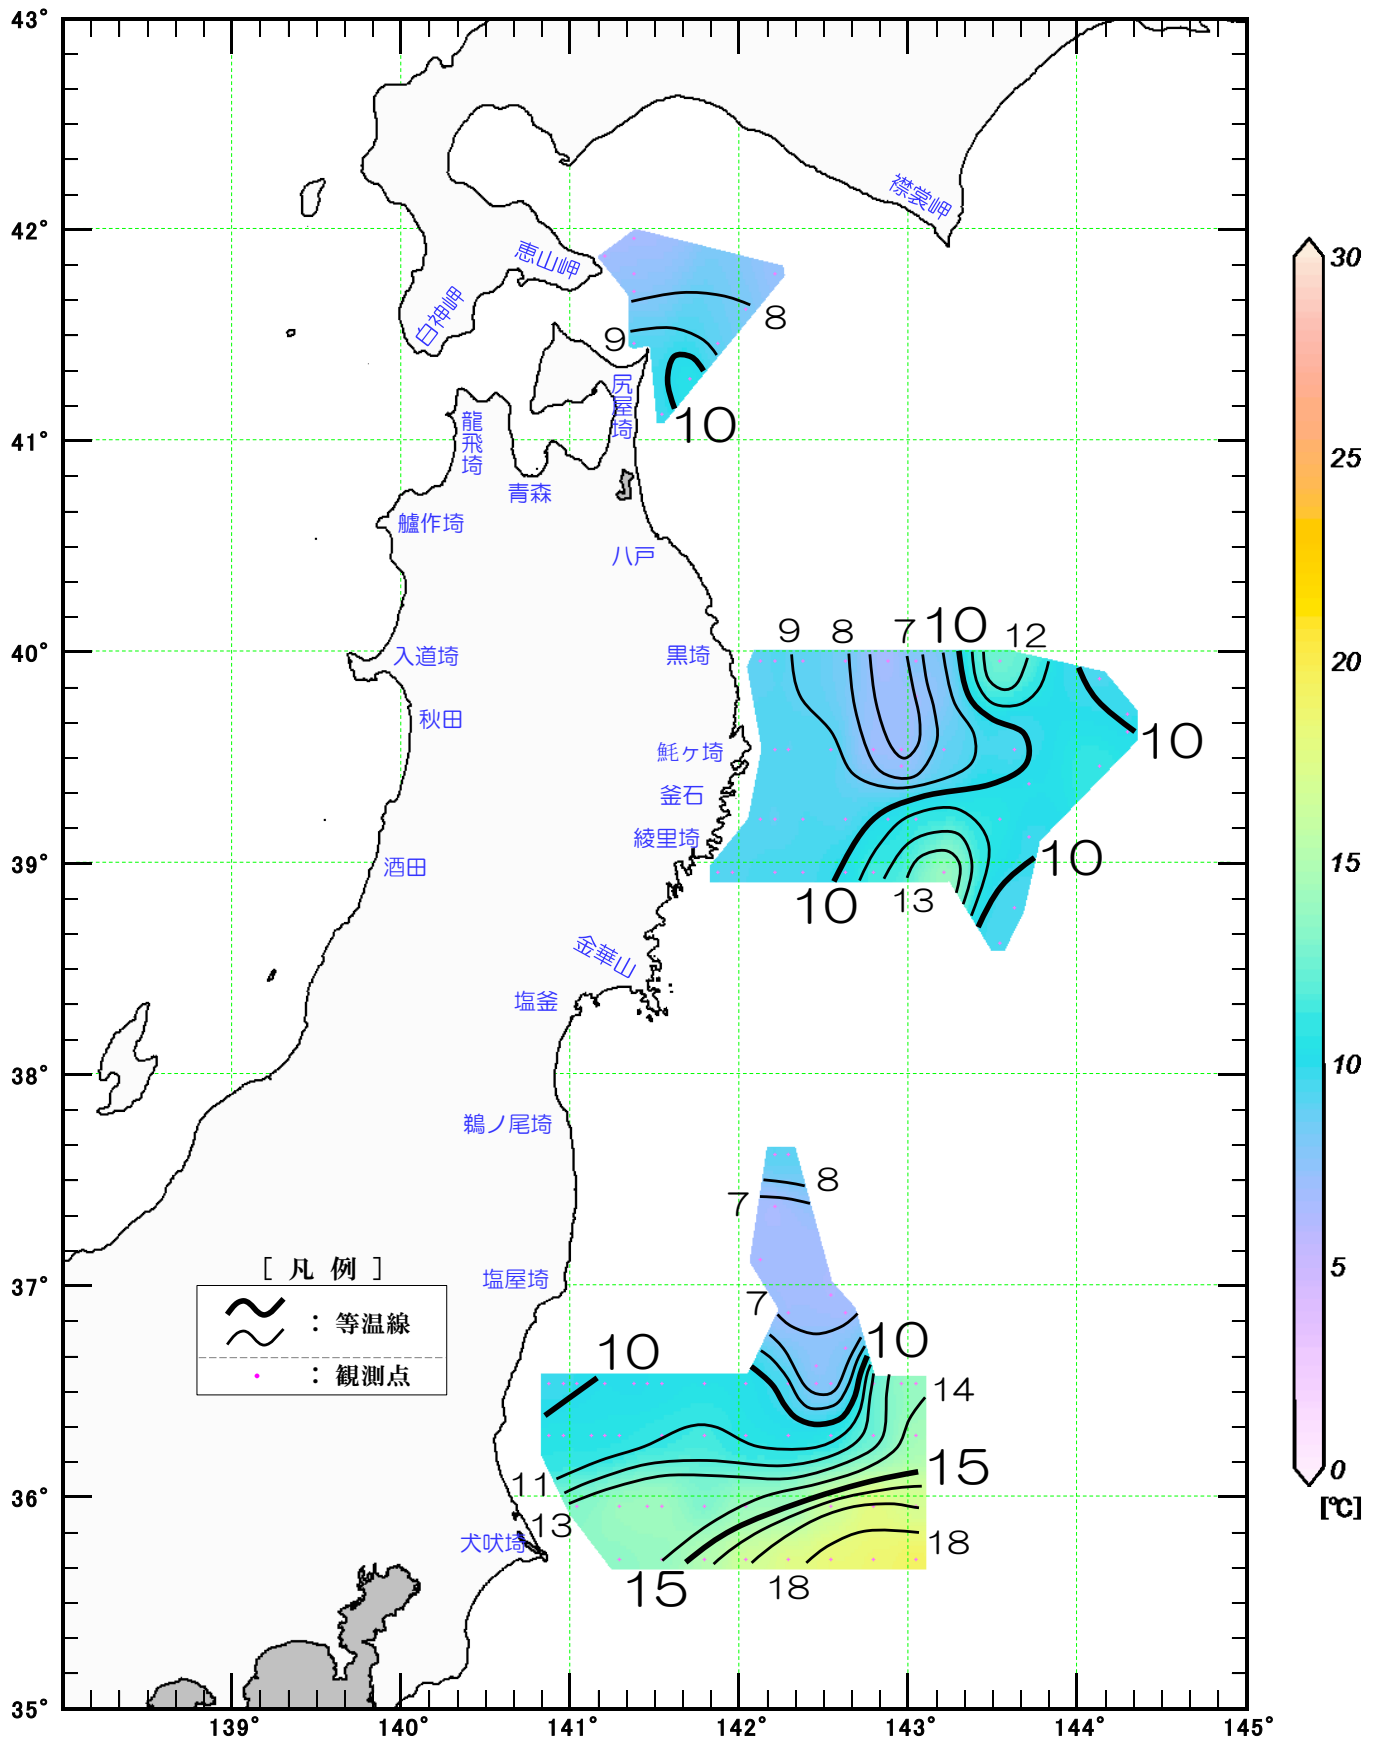 43°
42°
41°
40°
39°
38°
37°
36°
35°
139°
140°
141°
142°
143°
144°
145°
襟裳岬
恵山岬
白神岬
尻屋埼
龍飛埼
青森
艫作埼
八戸
入道埼
黒埼
秋田
魹ヶ埼
釜石
綾里埼
酒田
金華山
塩釜
鵜ノ尾埼
塩屋埼
犬吠埼
8
9
10
9
8
7
10
12
10
10
10
13
8
7
7
10
10
14
15
11
13
18
15
18
[ 凡 例 ]
: 等温線
: 観測点
30
25
20
15
10
5
0
[℃]